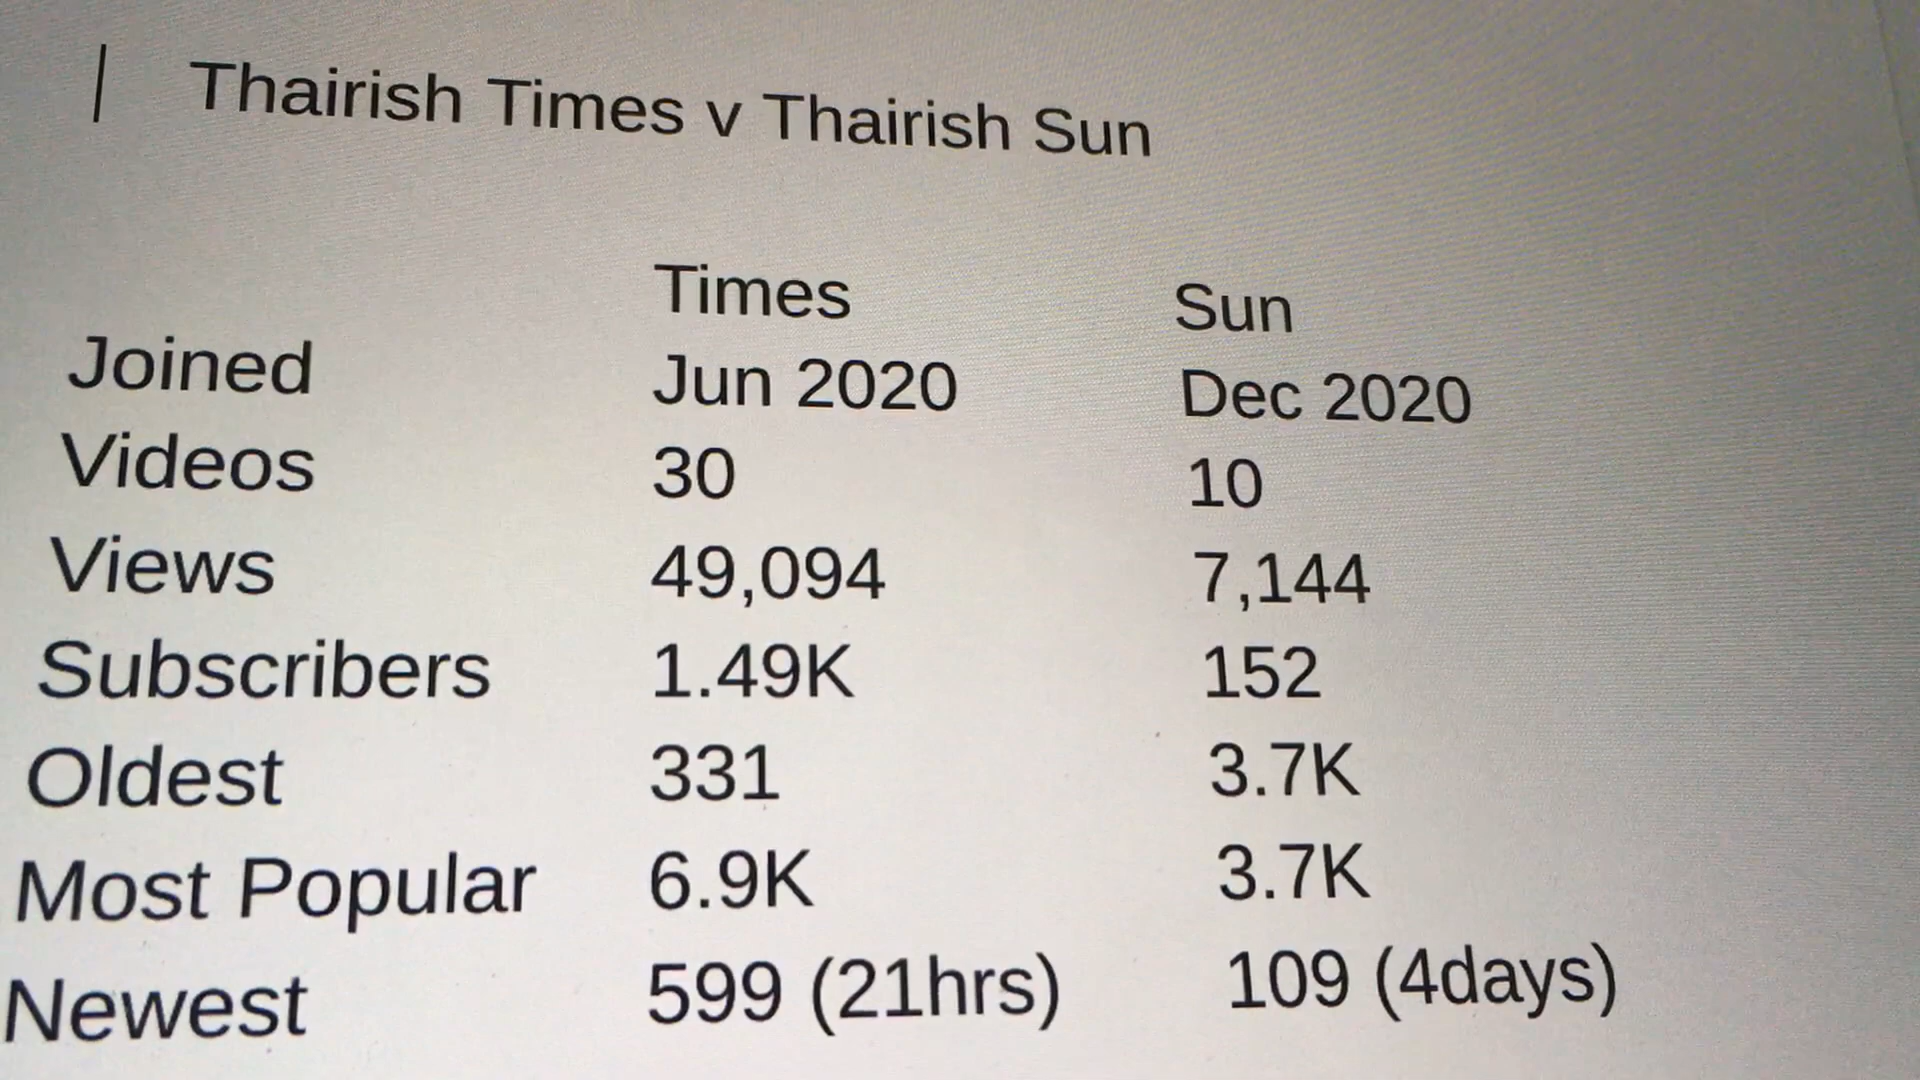 Thairish Times v Thairish Sun
Times Sun
Joined Jun 2020 Dec 2020
Videos 30 10
Views 49,094 7,144
Subscribers 1.49K 152
Oldest 331 3.7K
Most Popular 6.9K 3.7K
Newest 599 (21hrs) 109 (4days)